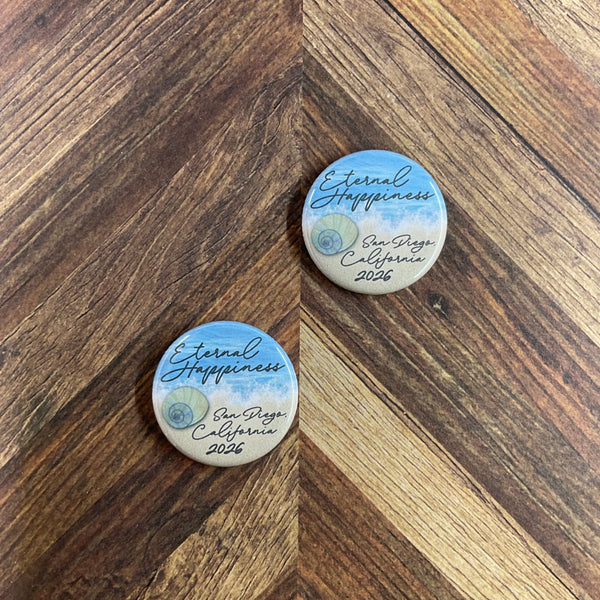 Eternal
Happiness
San Diego,
California
2026
Eternal
Happiness
San Diego,
California
2026